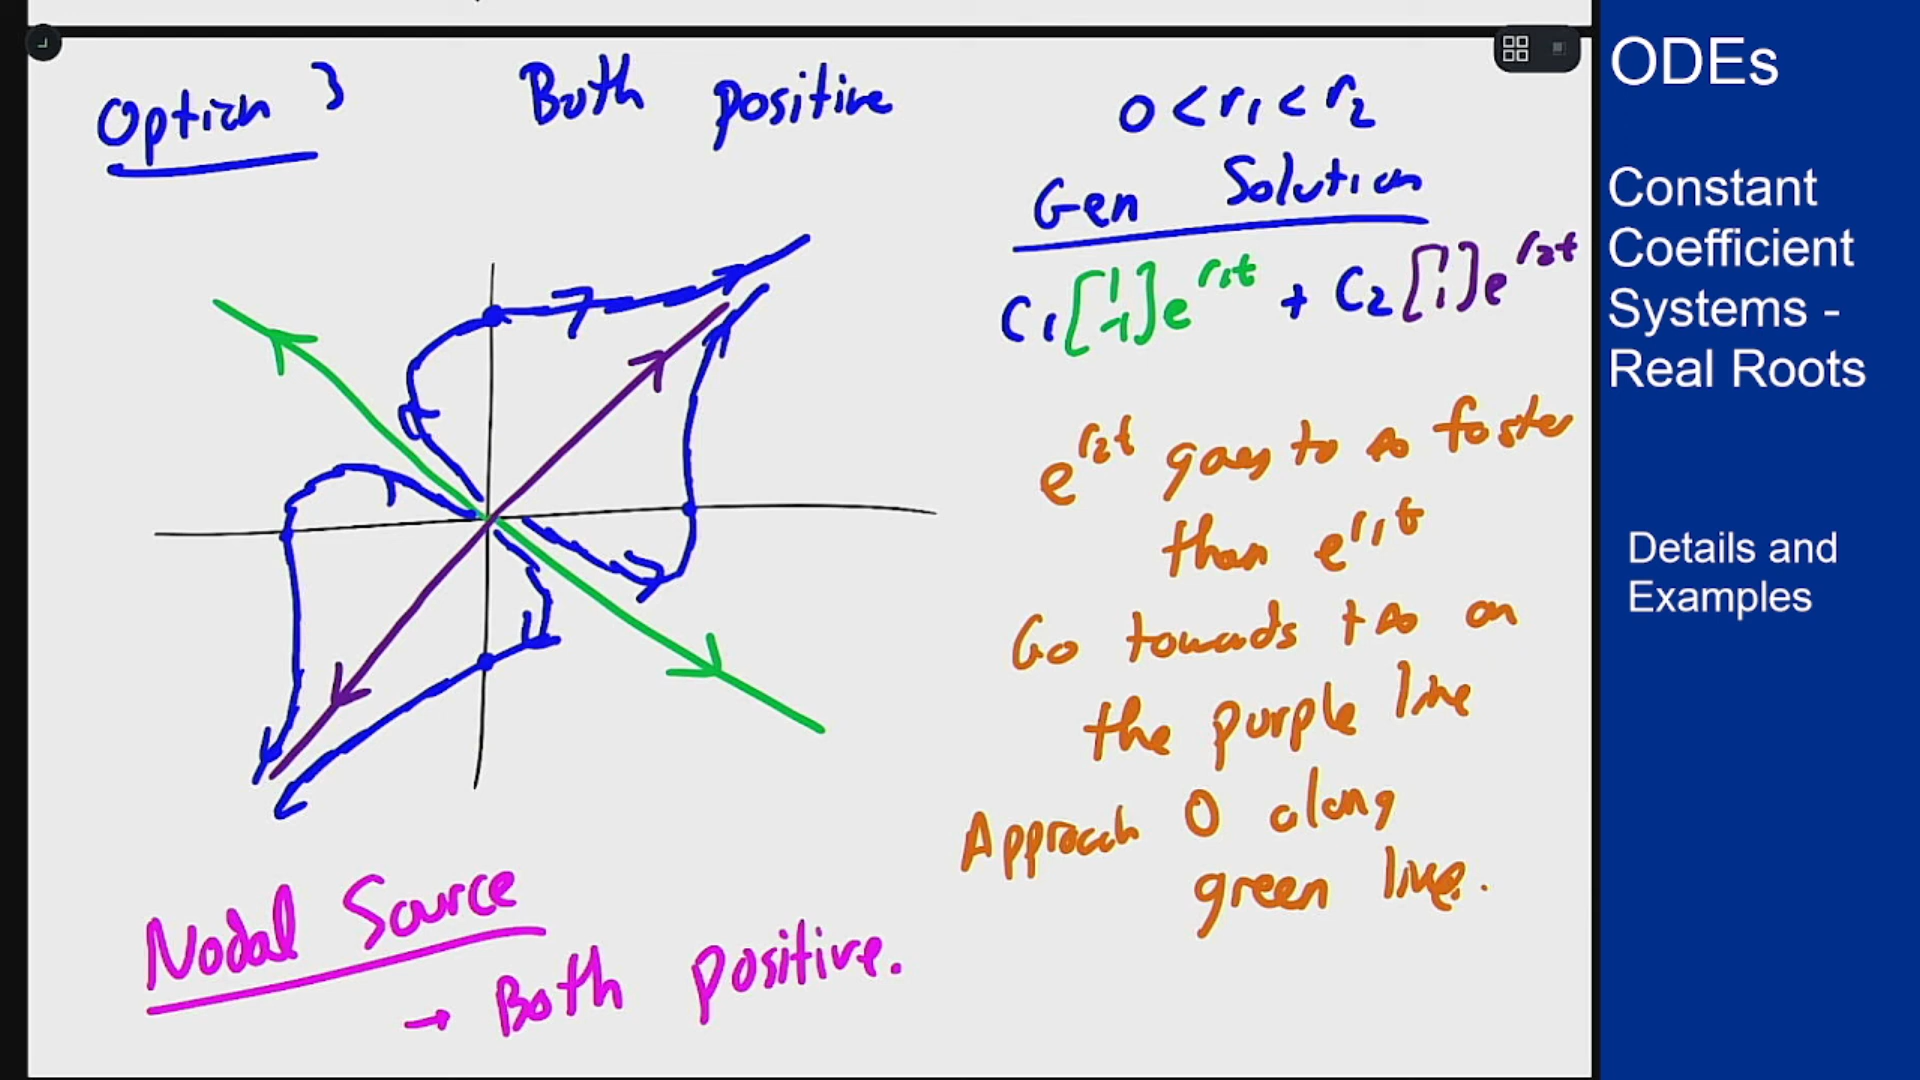 Option 3 Both positive 0 < r₁ < r₂
Gen Solution
C₁[1 -1]e^r₁t + C₂[1 1]e^r₂t
e^r₂t goes to ∞ faster
than e^r₁t
Go towards +∞ on
the purple line
Approach 0 along
green line.
Nodal Source
→ Both positive.
ODEs
Constant
Coefficient
Systems -
Real Roots
Details and
Examples